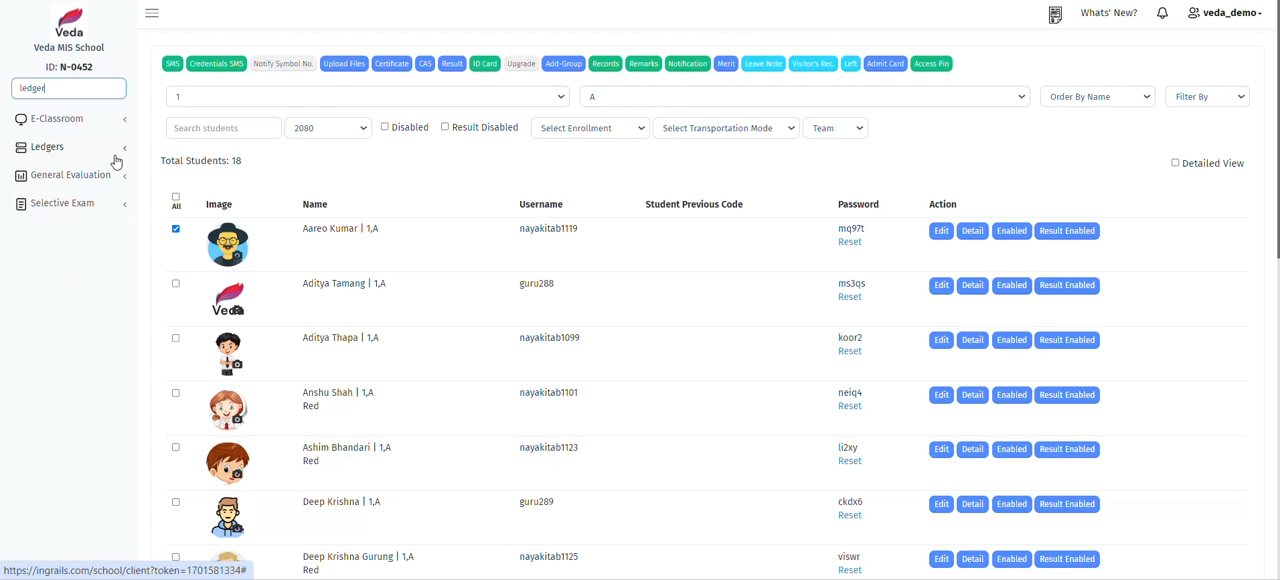 Veda
Veda MIS School
ID: N-0452
ledger
E-Classroom
Ledgers
General Evaluation
Selective Exam
Whats' New?
veda_demo
SMS Credentials SMS Notify Symbol No. Upload Files Certificate CAS Result ID Card Upgrade Add-Group Records Remarks Notification Merit Leave Note Visitor's Rec. Left Admit Card Access Pin
1 A Order By Name Filter By
Search students 2080 Disabled Result Disabled Select Enrollment Select Transportation Mode Team
Total Students: 18
Detailed View
All Image Name Username Student Previous Code Password Action
Aareo Kumar | 1,A nayakitab1119 mq97t Edit Detail Enabled Result Enabled
Reset
Aditya Tamang | 1,A guru288 ms3qs Edit Detail Enabled Result Enabled
Reset
Veda
Aditya Thapa | 1,A nayakitab1099 koor2 Edit Detail Enabled Result Enabled
Reset
Anshu Shah | 1,A nayakitab1101 neiq4 Edit Detail Enabled Result Enabled
Red Reset
Ashim Bhandari | 1,A nayakitab1123 li2xy Edit Detail Enabled Result Enabled
Red Reset
Deep Krishna | 1,A guru289 ckdx6 Edit Detail Enabled Result Enabled
Reset
Deep Krishna Gurung | 1,A nayakitab1125 viswr Edit Detail Enabled Result Enabled
Red Reset
https://ingrails.com/school/client?token=1701581334#